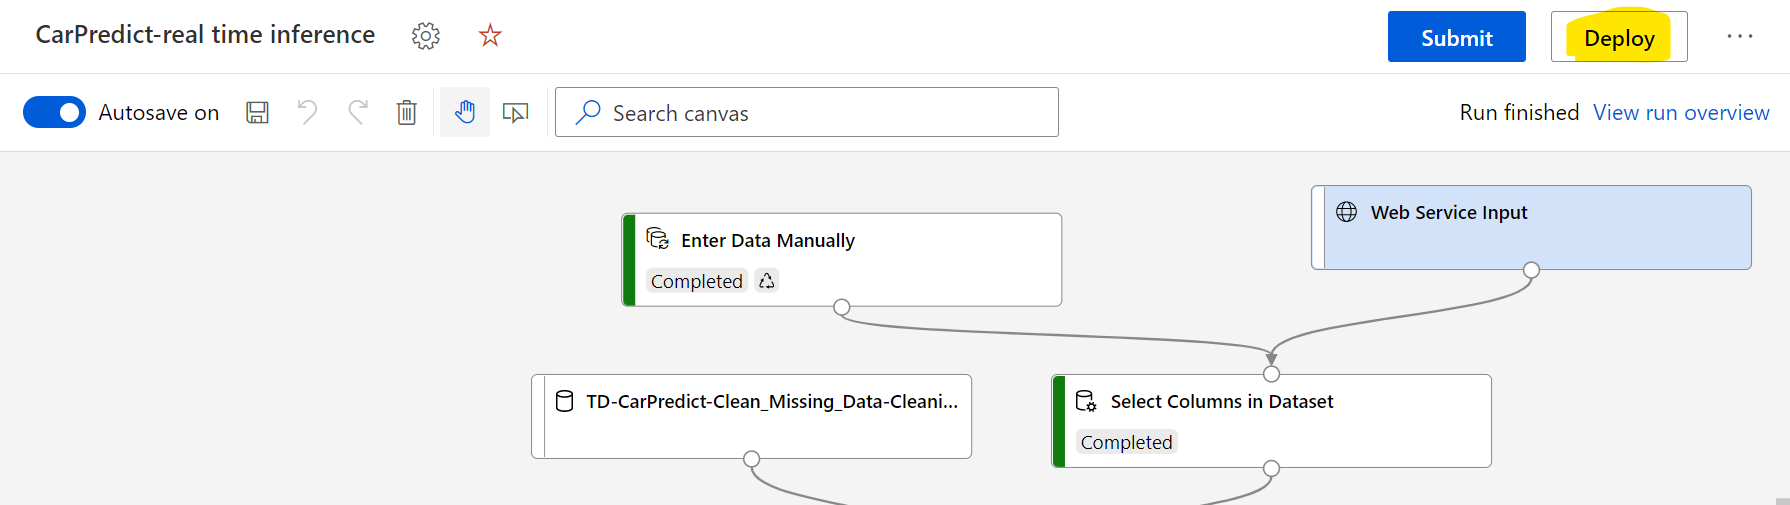 CarPredict-real time inference
Submit
Deploy
Autosave on
Search canvas
Run finished View run overview
Web Service Input
Enter Data Manually
Completed
TD-CarPredict-Clean_Missing_Data-Cleani...
Select Columns in Dataset
Completed